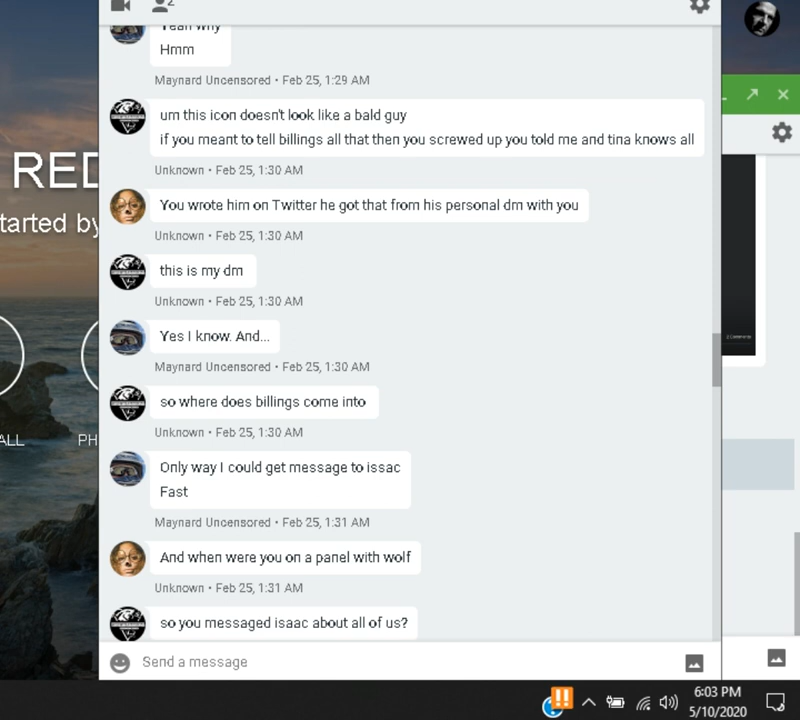 2
Yeah why
Hmm
Maynard Uncensored • Feb 25, 1:29 AM
um this icon doesn't look like a bald guy
if you meant to tell billings all that then you screwed up you told me and tina knows all
Unknown • Feb 25, 1:30 AM
You wrote him on Twitter he got that from his personal dm with you
Unknown • Feb 25, 1:30 AM
this is my dm
Unknown • Feb 25, 1:30 AM
Yes I know. And...
Maynard Uncensored • Feb 25, 1:30 AM
so where does billings come into
Unknown • Feb 25, 1:30 AM
Only way I could get message to issac
Fast
Maynard Uncensored • Feb 25, 1:31 AM
And when were you on a panel with wolf
Unknown • Feb 25, 1:31 AM
so you messaged isaac about all of us?
Send a message
RED
tarted by
ALL
PH
6:03 PM
5/10/2020